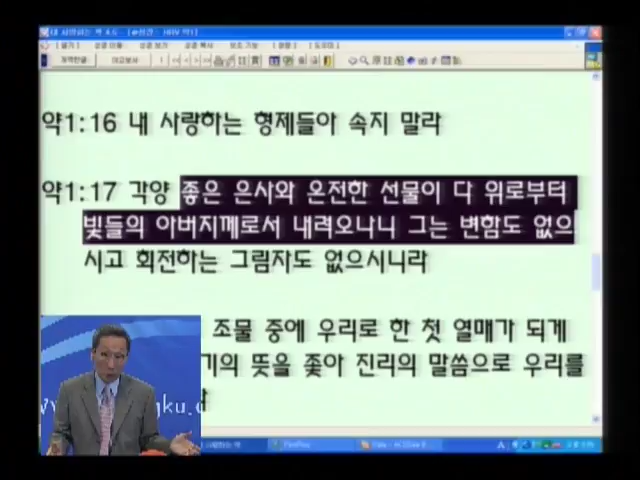 약1:16 내 사랑하는 형제들아 속지 말라
약1:17 각양 좋은 은사와 온전한 선물이 다 위로부터
빛들의 아버지께로서 내려오나니 그는 변함도 없으
시고 회전하는 그림자도 없으시니라
조물 중에 우리로 한 첫 열매가 되게
기의 뜻을 좇아 진리의 말씀으로 우리를